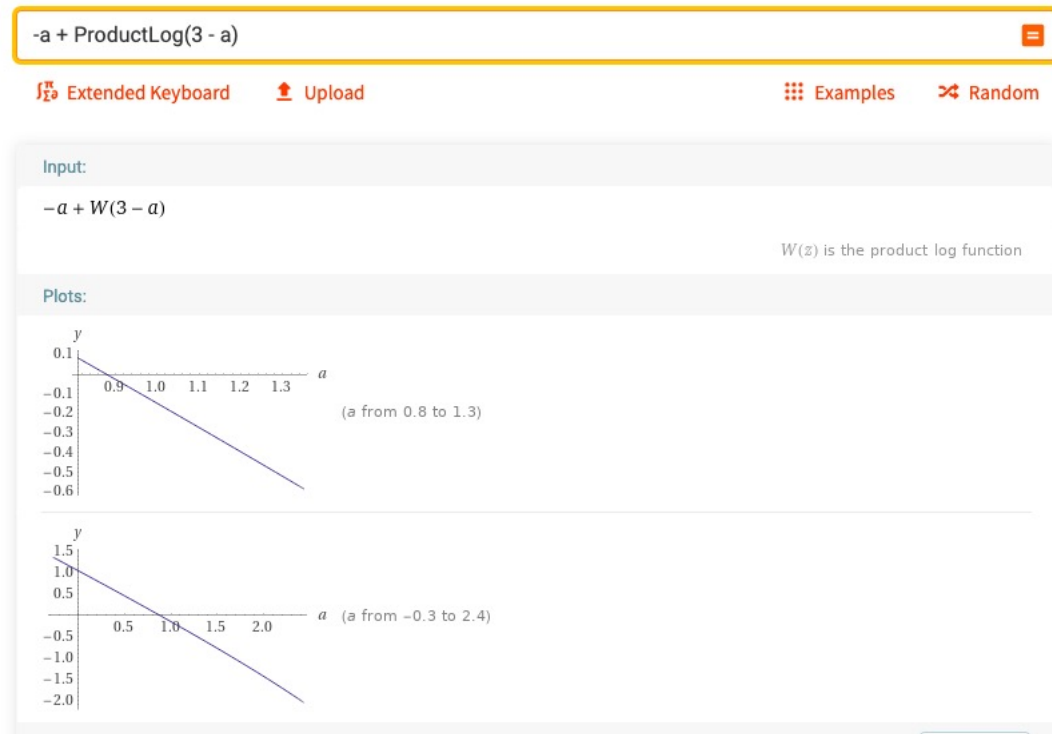 -a + ProductLog(3 - a)
Extended Keyboard Upload Examples Random
Input:
−a + W(3 − a)
W(z) is the product log function
Plots:
y
0.1
a
0.9 1.0 1.1 1.2 1.3
−0.1
−0.2
(a from 0.8 to 1.3)
−0.3
−0.4
−0.5
−0.6
y
1.5
1.0
0.5
a (a from −0.3 to 2.4)
0.5 1.0 1.5 2.0
−0.5
−1.0
−1.5
−2.0